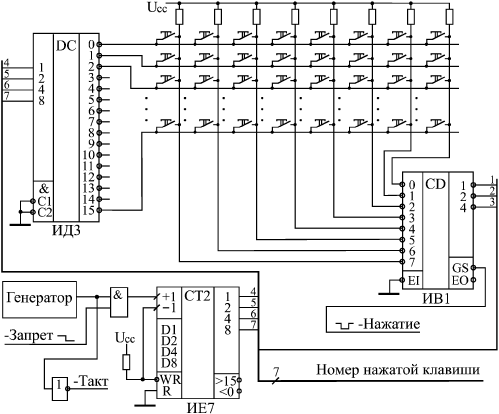 Ucc
DC
0
1
2
3
4
5
6
7
8
9
10
11
12
13
14
15
4
5
6
7
1
2
4
8
&
C1
C2
ИД3
CD
0
1
2
3
4
5
6
7
EI
1
2
4
GS
EO
1
2
3
ИВ1
Генератор
&
-Запрет
Ucc
1
-Такт
+1
-1
D1
D2
D4
D8
WR
R
CT2
1
2
4
8
>15
<0
4
5
6
7
ИЕ7
-Нажатие
7
Номер нажатой клавиши